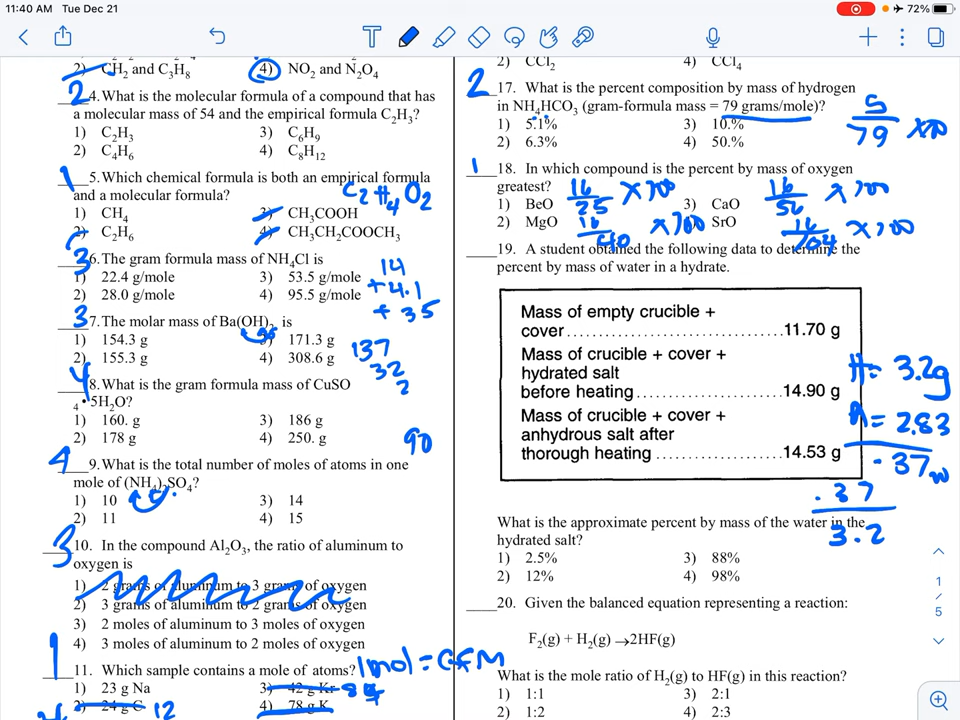 11:40 AM Tue Dec 21
72%
2) CH2 and C3H8 4) NO2 and N2O4
2
____4. What is the molecular formula of a compound that has
a molecular mass of 54 and the empirical formula C2H3?
1) C2H3 3) C6H9
2) C4H6 4) C8H12
1
____5. Which chemical formula is both an empirical formula
and a molecular formula?
C2H4O2
1) CH4 3) CH3COOH
2) C2H6 4) CH3CH2COOCH3
3
____6. The gram formula mass of NH4Cl is
1) 22.4 g/mole 3) 53.5 g/mole
2) 28.0 g/mole 4) 95.5 g/mole
14
+4.1
+35
3
____7. The molar mass of Ba(OH)2 is
1) 154.3 g 3) 171.3 g
2) 155.3 g 4) 308.6 g
137
32
2
4
____8. What is the gram formula mass of CuSO
4•5H2O?
1) 160. g 3) 186 g
2) 178 g 4) 250. g
90
4
____9. What is the total number of moles of atoms in one
mole of (NH4)2SO4?
1) 10 3) 14
2) 11 4) 15
3
____10. In the compound Al2O3, the ratio of aluminum to
oxygen is
1) 2 grams of aluminum to 3 grams of oxygen
2) 3 grams of aluminum to 2 grams of oxygen
3) 2 moles of aluminum to 3 moles of oxygen
4) 3 moles of aluminum to 2 moles of oxygen
1
____11. Which sample contains a mole of atoms?
1mol = GFM
1) 23 g Na 3) 42 g Kr 84
2) 24 g C 12 4) 78 g K
2) CCl2 4) CCl4
2
____17. What is the percent composition by mass of hydrogen
in NH4HCO3 (gram-formula mass = 79 grams/mole)?
1) 5.1% 3) 10.%
2) 6.3% 4) 50.%
5
79 x100
1
____18. In which compound is the percent by mass of oxygen
greatest?
1) BeO 3) CaO
2) MgO SrO
16
25 x100
16
56 x100
16
40 x100
16
104 x100
____19. A student obtained the following data to determine the
percent by mass of water in a hydrate.
Mass of empty crucible +
cover 11.70 g
Mass of crucible + cover +
hydrated salt
before heating 14.90 g
Mass of crucible + cover +
anhydrous salt after
thorough heating 14.53 g
H= 3.2g
A= 2.83
.37w
.37
3.2
What is the approximate percent by mass of the water in the
hydrated salt?
1) 2.5% 3) 88%
2) 12% 4) 98%
____20. Given the balanced equation representing a reaction:
F2(g) + H2(g) →2HF(g)
What is the mole ratio of H2(g) to HF(g) in this reaction?
1) 1:1 3) 2:1
2) 1:2 4) 2:3
1
/
5